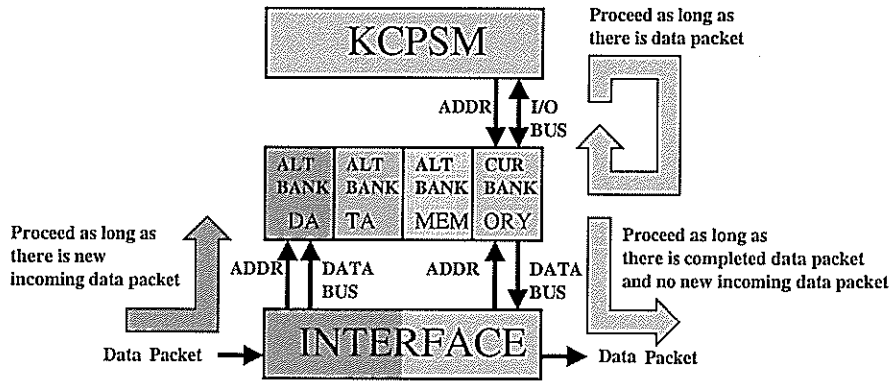 KCPSM
Proceed as long as
there is data packet
ADDR
I/O
BUS
ALT
BANK
ALT
BANK
ALT
BANK
CUR
BANK
DA
TA
MEM
ORY
Proceed as long as
there is new
incoming data packet
ADDR
DATA
BUS
ADDR
DATA
BUS
Proceed as long as
there is completed data packet
and no new incoming data packet
Data Packet
INTERFACE
Data Packet